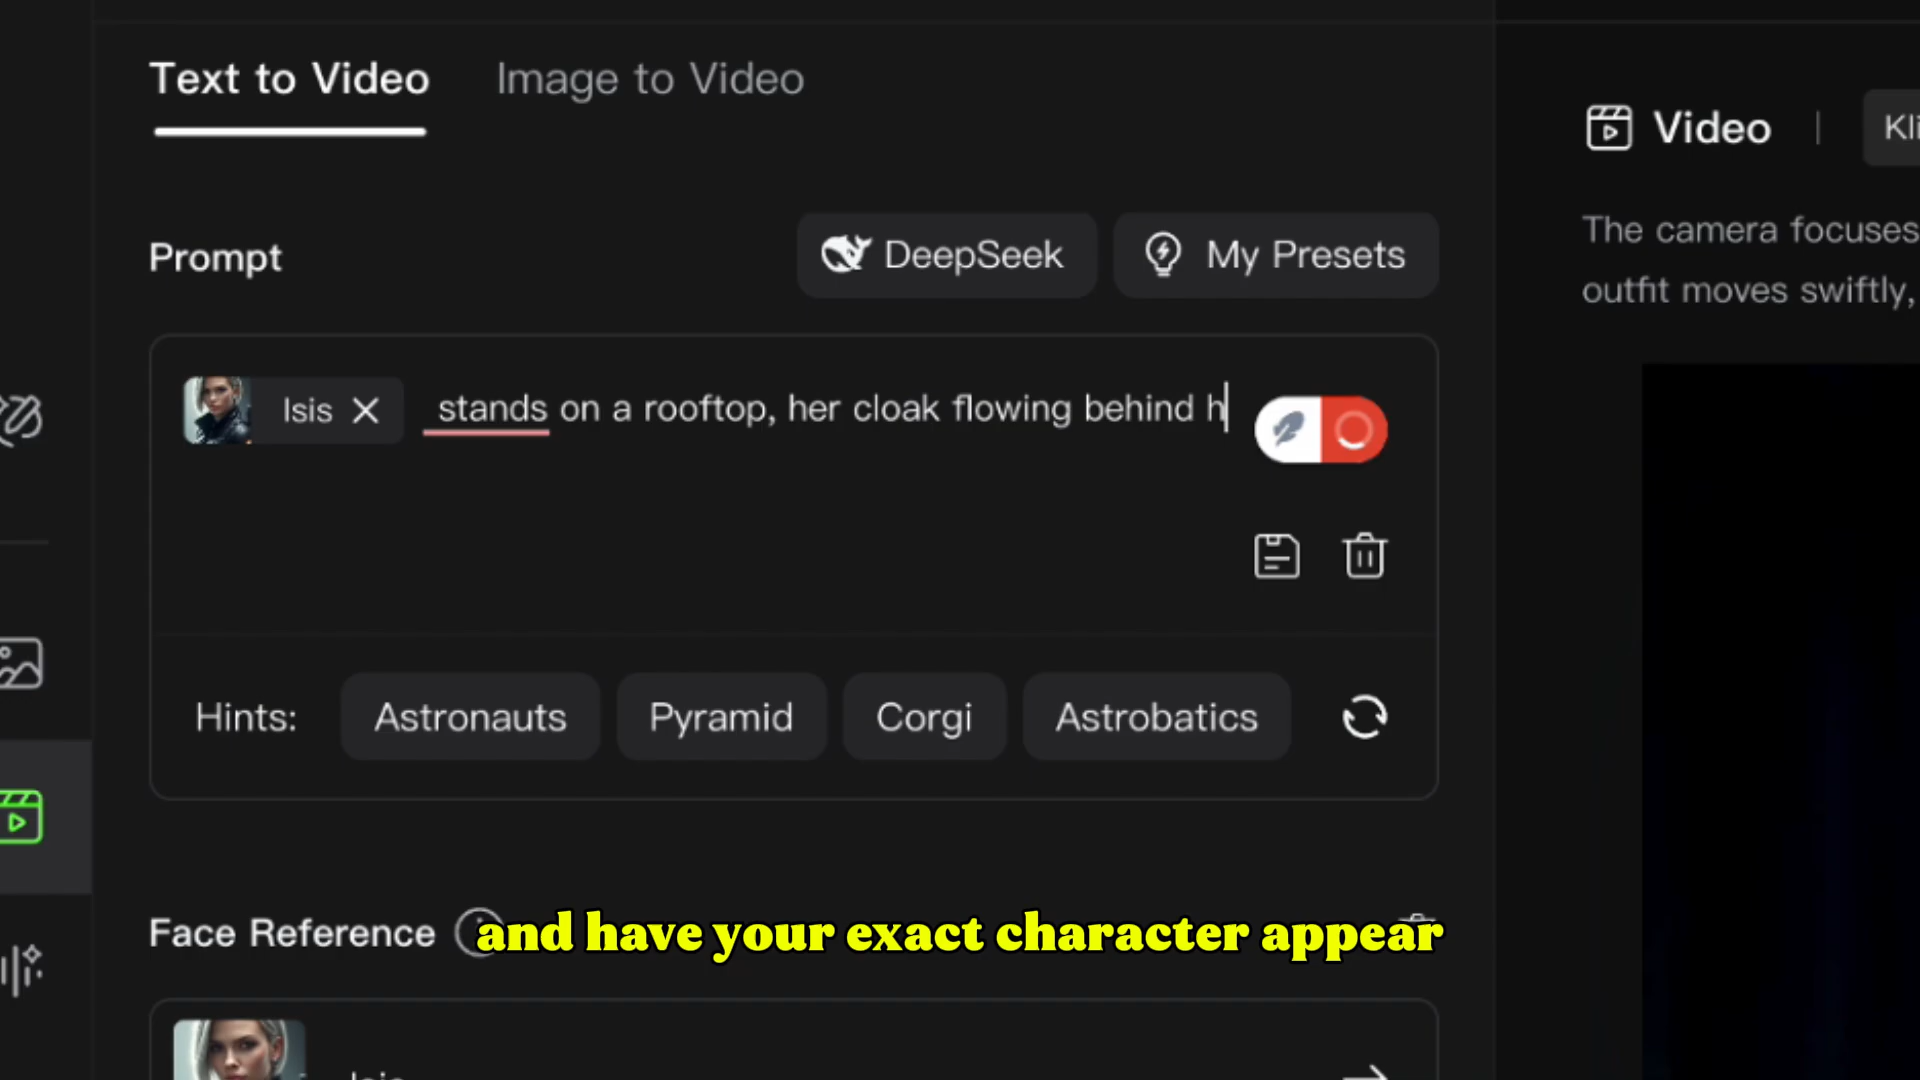 Text to Video
Image to Video
Video
Prompt
DeepSeek
My Presets
The camera focuses
outfit moves swiftly,
Isis
stands on a rooftop, her cloak flowing behind h
Hints:
Astronauts
Pyramid
Corgi
Astrobatics
Face Reference
and have your exact character appear